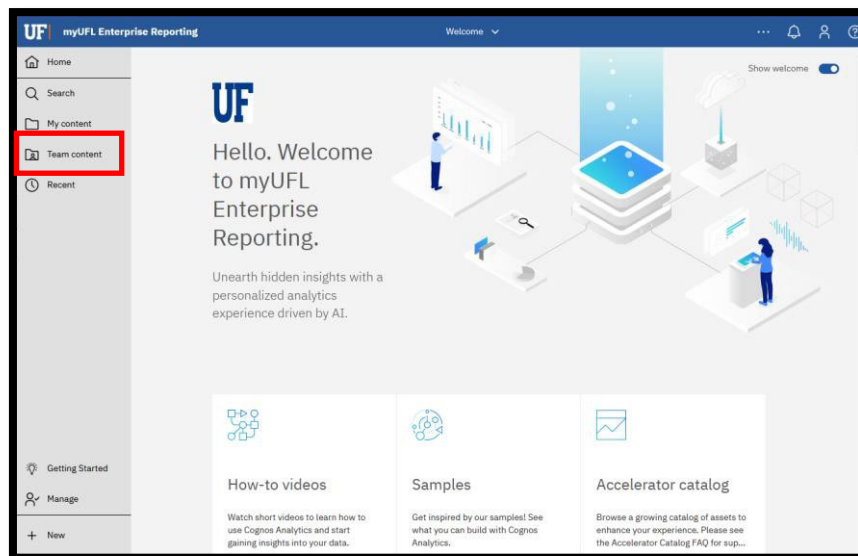 UF myUFL Enterprise Reporting
Welcome
Home
Search
My content
Team content
Recent
Show welcome
UF
Hello. Welcome
to myUFL
Enterprise
Reporting.
Unearth hidden insights with a
personalized analytics
experience driven by AI.
How-to videos
Watch short videos to learn how to
use Cognos Analytics and start
gaining insights into your data.
Samples
Get inspired by our samples! See
what you can build with Cognos
Analytics.
Accelerator catalog
Browse a growing catalog of assets to
enhance your experience. Please see
the Accelerator Catalog FAQ for sup...
Getting Started
Manage
New